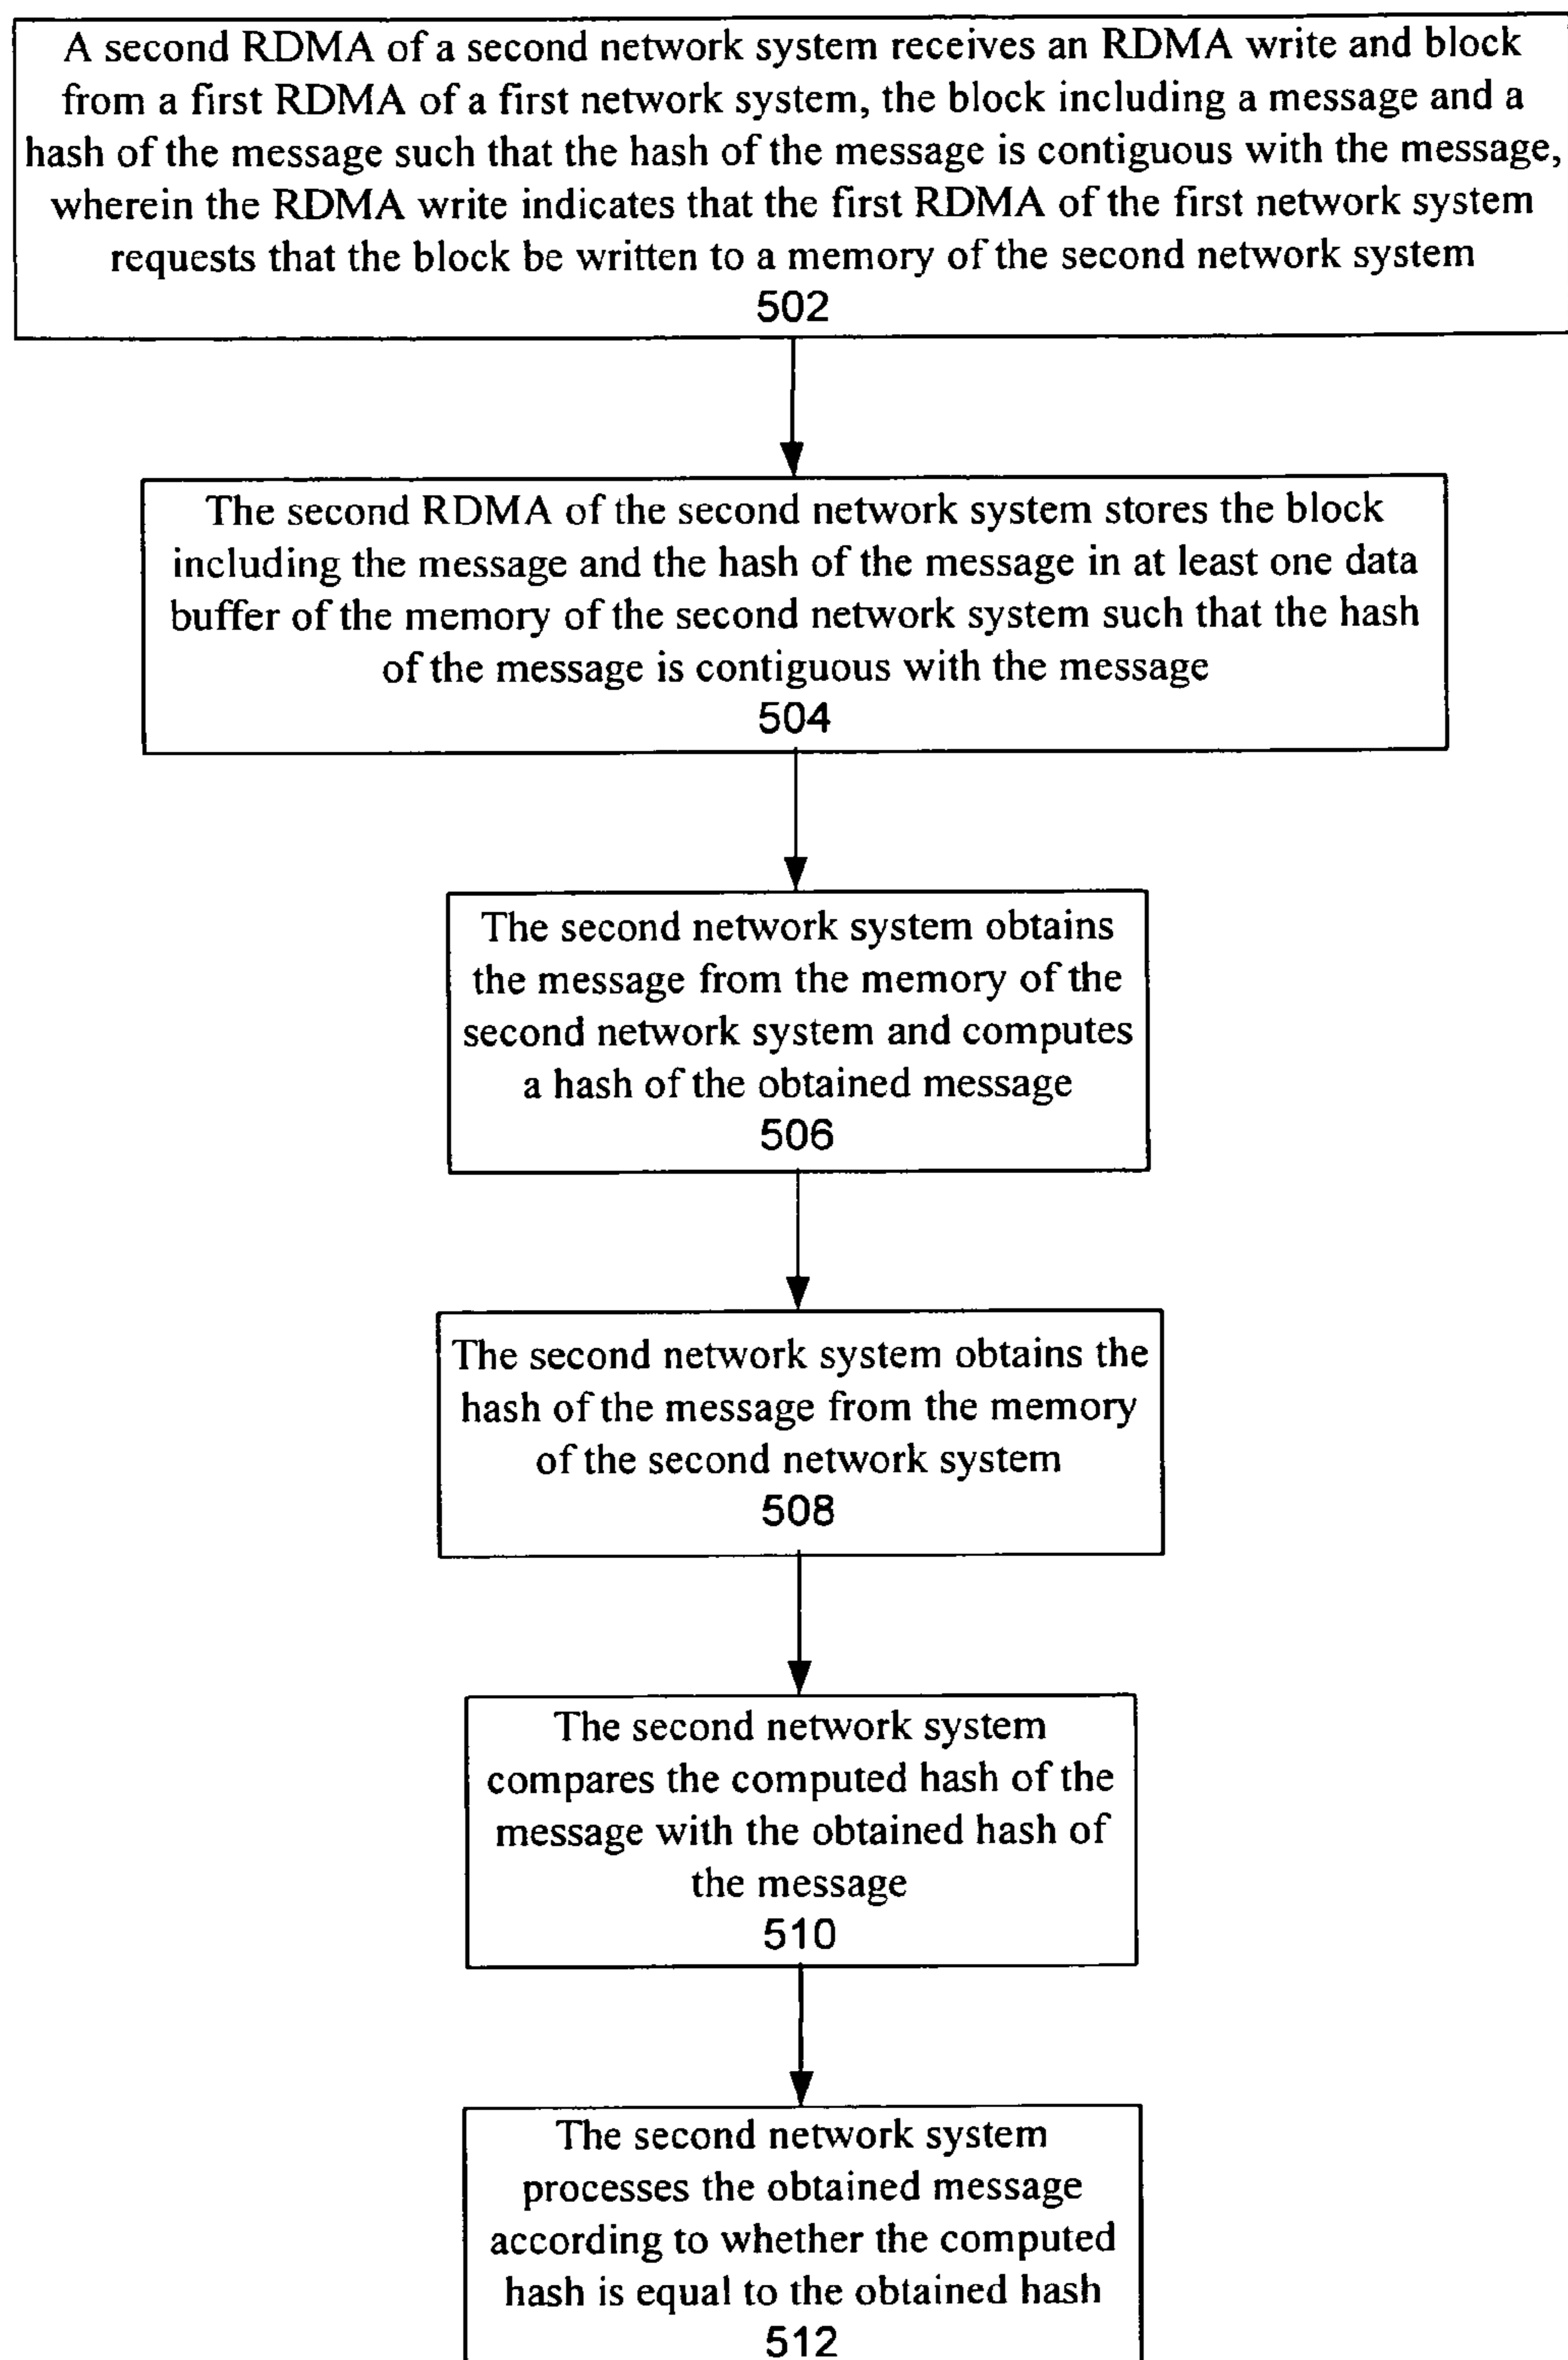 A second RDMA of a second network system receives an RDMA write and block
from a first RDMA of a first network system, the block including a message and a
hash of the message such that the hash of the message is contiguous with the message,
wherein the RDMA write indicates that the first RDMA of the first network system
requests that the block be written to a memory of the second network system
502
The second RDMA of the second network system stores the block
including the message and the hash of the message in at least one data
buffer of the memory of the second network system such that the hash
of the message is contiguous with the message
504
The second network system obtains
the message from the memory of the
second network system and computes
a hash of the obtained message
506
The second network system obtains the
hash of the message from the memory
of the second network system
508
The second network system
compares the computed hash of the
message with the obtained hash of
the message
510
The second network system
processes the obtained message
according to whether the computed
hash is equal to the obtained hash
512